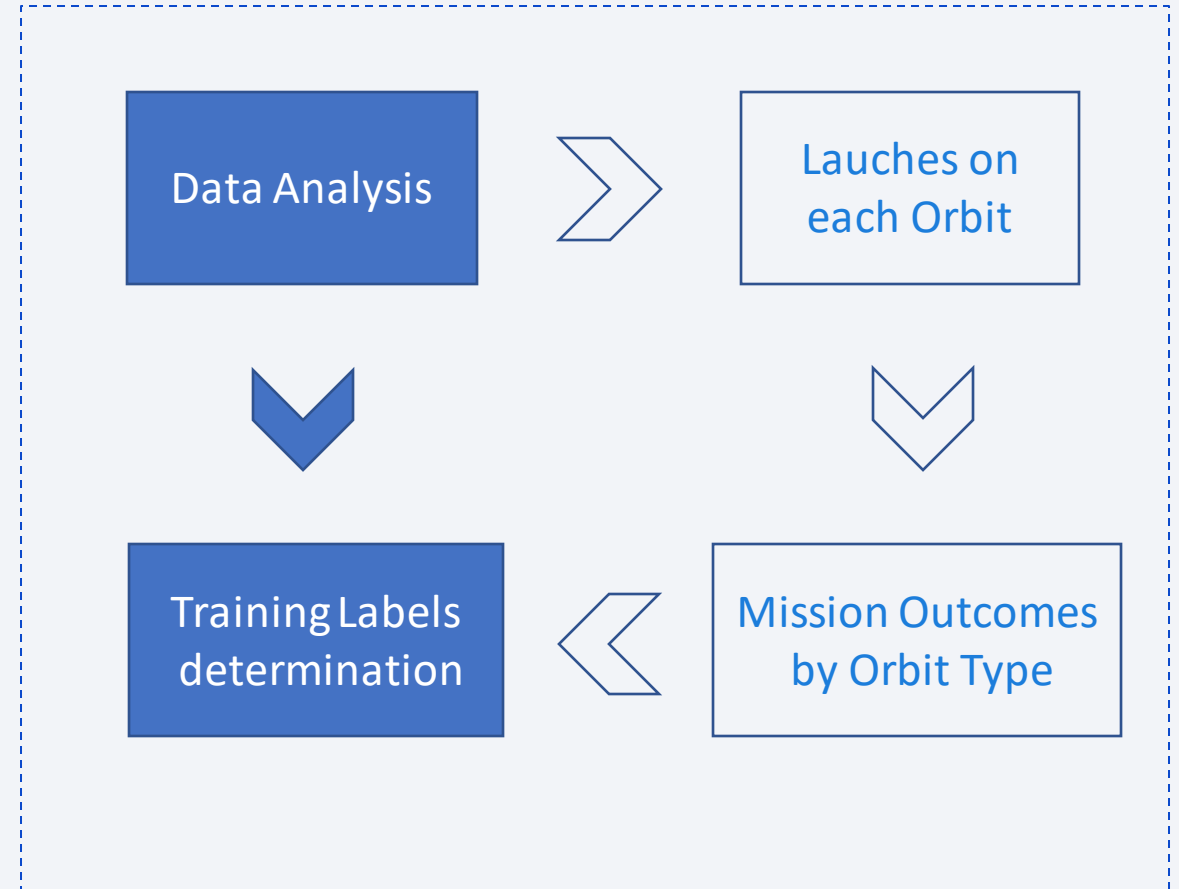 Data Analysis
Lauches on
each Orbit
Training Labels
determination
Mission Outcomes
by Orbit Type